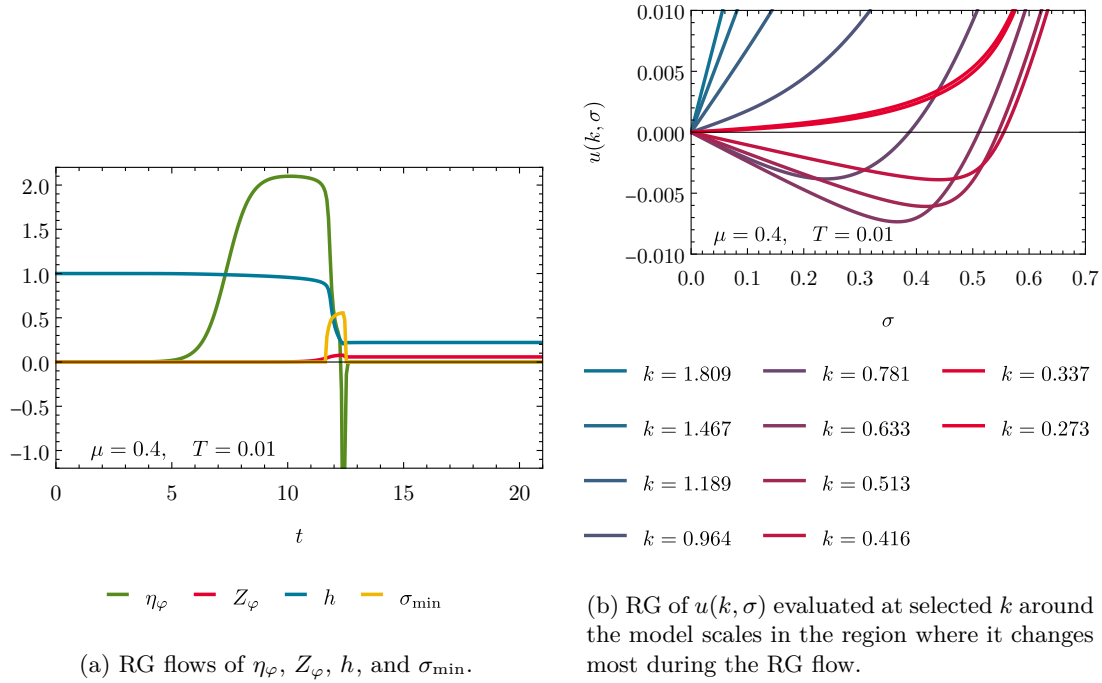 2.0
1.5
1.0
0.5
0.0
−0.5
−1.0
μ = 0.4, T = 0.01
0 5 10 15 20
t
η_φ Z_φ h σ_min
(a) RG flows of η_φ, Z_φ, h, and σ_min.
0.010
0.005
0.000
−0.005
−0.010
u(k, σ)
μ = 0.4, T = 0.01
0.0 0.1 0.2 0.3 0.4 0.5 0.6 0.7
σ
k = 1.809 k = 0.781 k = 0.337
k = 1.467 k = 0.633 k = 0.273
k = 1.189 k = 0.513
k = 0.964 k = 0.416
(b) RG of u(k, σ) evaluated at selected k around
the model scales in the region where it changes
most during the RG flow.